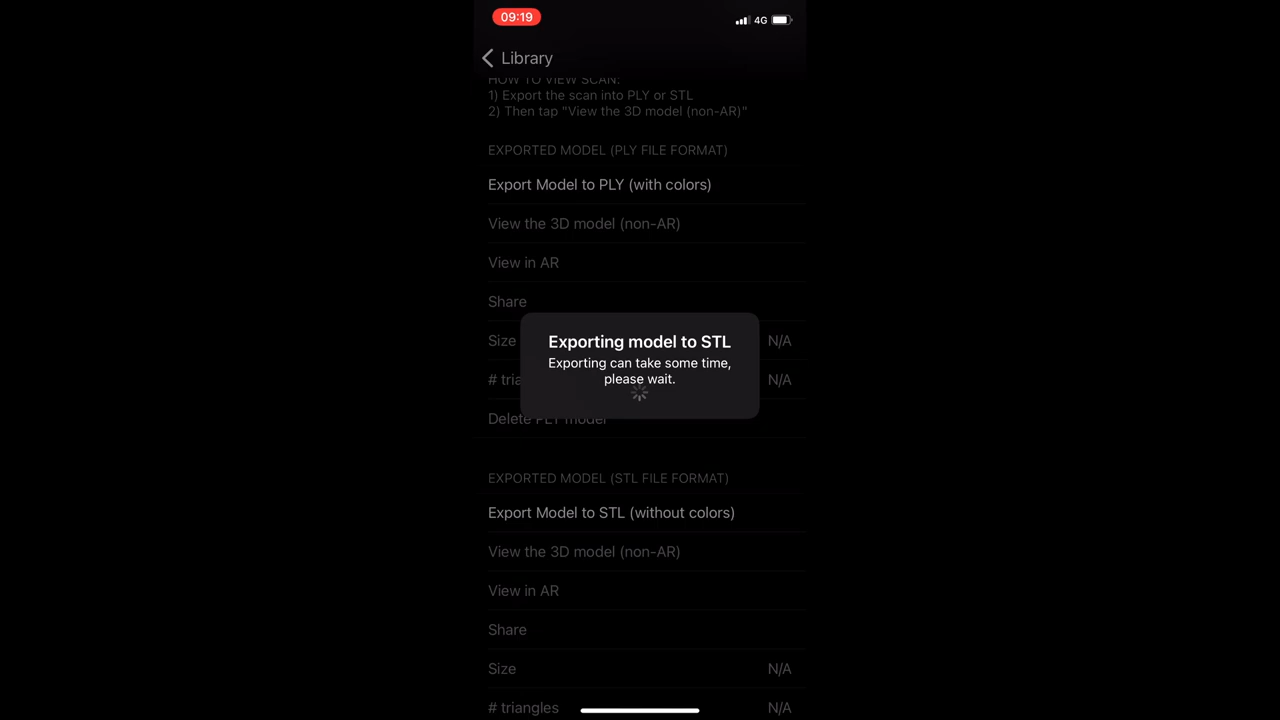 09:19
4G
Library
HOW TO VIEW SCAN:
1) Export the scan into PLY or STL
2) Then tap "View the 3D model (non-AR)"
EXPORTED MODEL (PLY FILE FORMAT)
Export Model to PLY (with colors)
View the 3D model (non-AR)
View in AR
Share
Size N/A
# tria N/A
Exporting model to STL
Exporting can take some time,
please wait.
Delete PLY model
EXPORTED MODEL (STL FILE FORMAT)
Export Model to STL (without colors)
View the 3D model (non-AR)
View in AR
Share
Size N/A
# triangles N/A